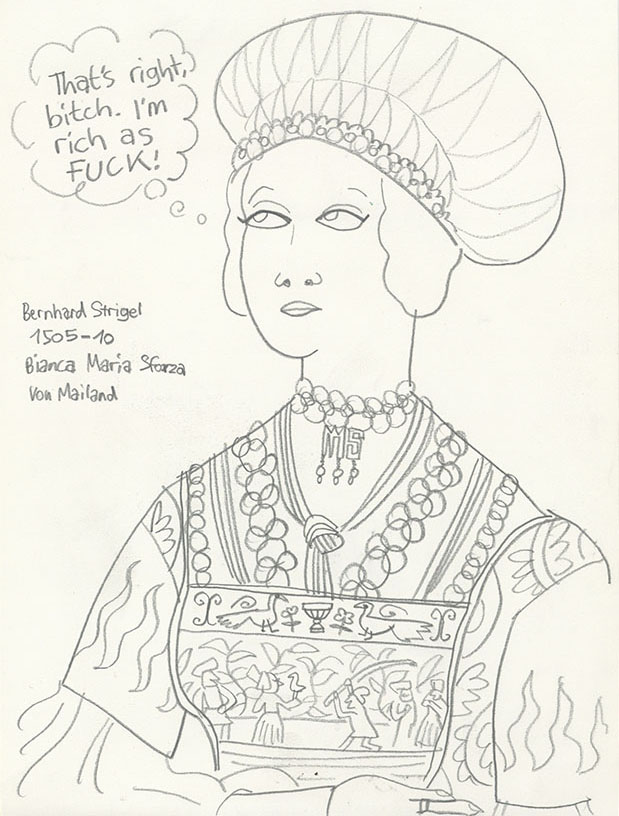 That's right,
bitch. I'm
rich as
FUCK!
Bernhard Strigel
1505-10
Bianca Maria Sforza
Von Mailand
MS